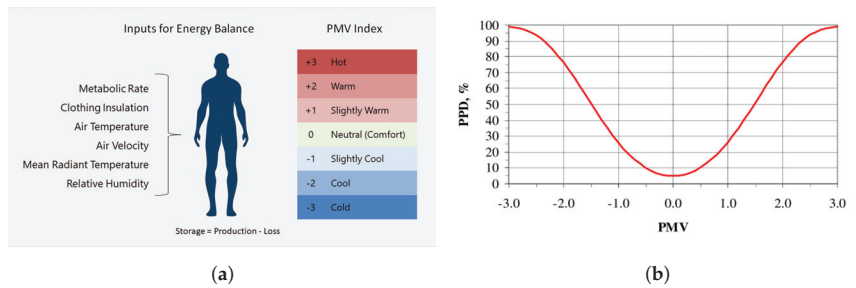 Inputs for Energy Balance
Metabolic Rate
Clothing Insulation
Air Temperature
Air Velocity
Mean Radiant Temperature
Relative Humidity
PMV Index
+3 Hot
+2 Warm
+1 Slightly Warm
0 Neutral (Comfort)
-1 Slightly Cool
-2 Cool
-3 Cold
Storage = Production - Loss
(a)
PPD, %
100
90
80
70
60
50
40
30
20
10
0
-3.0 -2.0 -1.0 0.0 1.0 2.0 3.0
PMV
(b)